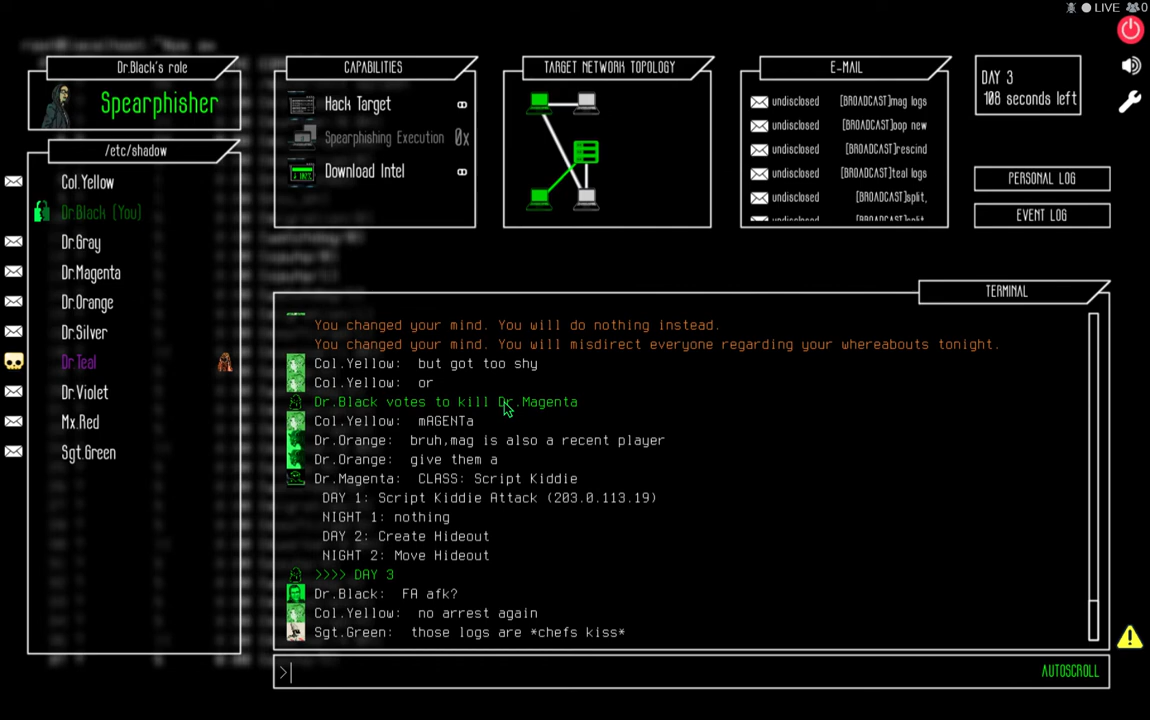 LIVE 0
Dr.Black's role
Spearphisher
/etc/shadow
Col.Yellow
Dr.Black (You)
Dr.Gray
Dr.Magenta
Dr.Orange
Dr.Silver
Dr.Teal
Dr.Violet
Mx.Red
Sgt.Green
CAPABILITIES
Hack Target
Spearphishing Execution 0x
Download Intel
TARGET NETWORK TOPOLOGY
E-MAIL
undisclosed [BROADCAST]mag logs
undisclosed [BROADCAST]oop new
undisclosed [BROADCAST]rescind
undisclosed [BROADCAST]teal logs
undisclosed [BROADCAST]split,
undisclosed [BROADCAST]split
DAY 3
108 seconds left
PERSONAL LOG
EVENT LOG
TERMINAL
You changed your mind. You will do nothing instead.
You changed your mind. You will misdirect everyone regarding your whereabouts tonight.
Col.Yellow: but got too shy
Col.Yellow: or
Dr.Black votes to kill Dr.Magenta
Col.Yellow: mAGENTa
Dr.Orange: bruh,mag is also a recent player
Dr.Orange: give them a
Dr.Magenta: CLASS: Script Kiddie
DAY 1: Script Kiddie Attack (203.0.113.19)
NIGHT 1: nothing
DAY 2: Create Hideout
NIGHT 2: Move Hideout
>>>> DAY 3
Dr.Black: FA afk?
Col.Yellow: no arrest again
Sgt.Green: those logs are *chefs kiss*
>
AUTOSCROLL